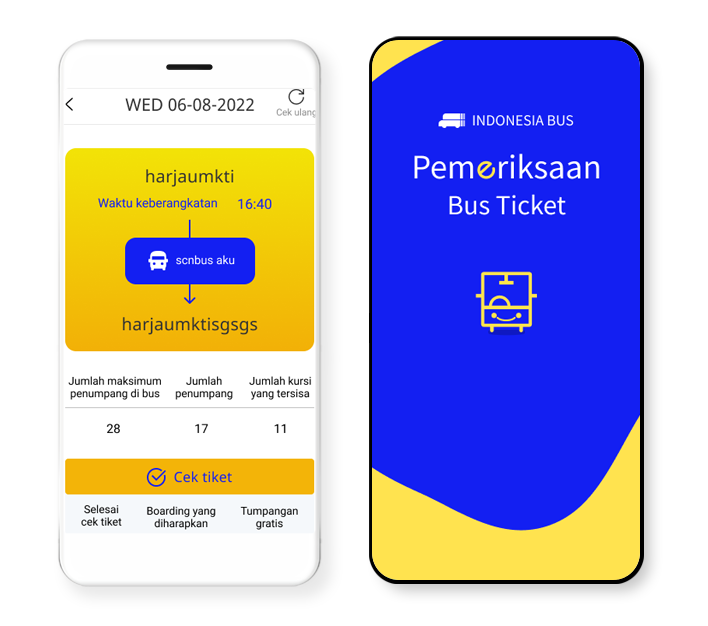 WED 06-08-2022
Cek ulang
harjaumkti
Waktu keberangkatan 16:40
scnbus aku
harjaumktisgsgs
Jumlah maksimum penumpang di bus
Jumlah penumpang
Jumlah kursi yang tersisa
28 17 11
Cek tiket
Selesai cek tiket
Boarding yang diharapkan
Tumpangan gratis
INDONESIA BUS
Pemeriksaan
Bus Ticket